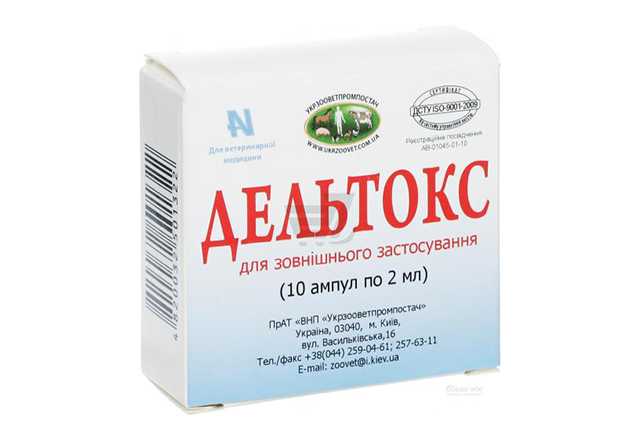 УКРЗООВЕТПРОМПОСТАЧ
WWW.UKRZOOVET.COM.UA
СЕРТИФІКАТ
ДСТУ ISO-9001-2009
Реєстраційне посвідчення
АВ-01045-01-10
Для ветеринарної
медицини
ДЕЛЬТОКС
для зовнішнього застосування
(10 ампул по 2 мл)
ПрАТ «ВНП «Укрзооветпромпостач»
Україна, 03040, м. Київ,
вул. Васильківська,16
Тел./факс +38(044) 259-04-61; 257-63-11
E-mail: zoovet@i.kiev.ua
4820032501322